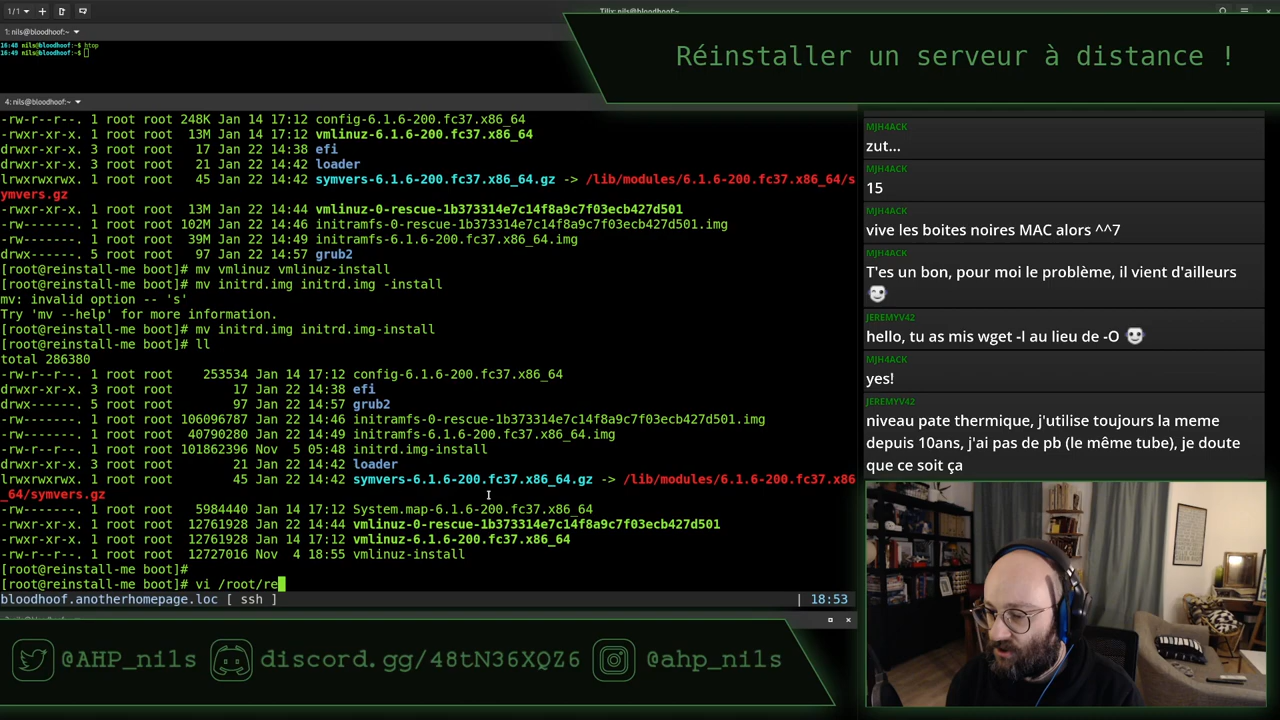 1/1
Tilix: nils@bloodhoof:~
1: nils@bloodhoof:~
16:48 nils@bloodhoof:~$ htop
16:49 nils@bloodhoof:~$
Réinstaller un serveur à distance !
4: nils@bloodhoof:~
-rw-r--r--. 1 root root 248K Jan 14 17:12 config-6.1.6-200.fc37.x86_64
-rwxr-xr-x. 1 root root  13M Jan 14 17:12 vmlinuz-6.1.6-200.fc37.x86_64
drwxr-xr-x. 3 root root   17 Jan 22 14:38 efi
drwxr-xr-x. 3 root root   21 Jan 22 14:42 loader
lrwxrwxrwx. 1 root root   45 Jan 22 14:42 symvers-6.1.6-200.fc37.x86_64.gz -> /lib/modules/6.1.6-200.fc37.x86_64/s
ymvers.gz
-rwxr-xr-x. 1 root root  13M Jan 22 14:44 vmlinuz-0-rescue-1b373314e7c14f8a9c7f03ecb427d501
-rw-------. 1 root root 102M Jan 22 14:46 initramfs-0-rescue-1b373314e7c14f8a9c7f03ecb427d501.img
-rw-------. 1 root root  39M Jan 22 14:49 initramfs-6.1.6-200.fc37.x86_64.img
drwx------. 5 root root   97 Jan 22 14:57 grub2
[root@reinstall-me boot]# mv vmlinuz vmlinuz-install
[root@reinstall-me boot]# mv initrd.img initrd.img -install
mv: invalid option -- 's'
Try 'mv --help' for more information.
[root@reinstall-me boot]# mv initrd.img initrd.img-install
[root@reinstall-me boot]# ll
total 286380
-rw-r--r--. 1 root root    253534 Jan 14 17:12 config-6.1.6-200.fc37.x86_64
drwxr-xr-x. 3 root root        17 Jan 22 14:38 efi
drwx------. 5 root root        97 Jan 22 14:57 grub2
-rw-------. 1 root root 106096787 Jan 22 14:46 initramfs-0-rescue-1b373314e7c14f8a9c7f03ecb427d501.img
-rw-------. 1 root root  40790280 Jan 22 14:49 initramfs-6.1.6-200.fc37.x86_64.img
-rw-r--r--. 1 root root 101862396 Nov  5 05:48 initrd.img-install
drwxr-xr-x. 3 root root        21 Jan 22 14:42 loader
lrwxrwxrwx. 1 root root        45 Jan 22 14:42 symvers-6.1.6-200.fc37.x86_64.gz -> /lib/modules/6.1.6-200.fc37.x86
_64/symvers.gz
-rw-------. 1 root root   5984440 Jan 14 17:12 System.map-6.1.6-200.fc37.x86_64
-rwxr-xr-x. 1 root root  12761928 Jan 22 14:44 vmlinuz-0-rescue-1b373314e7c14f8a9c7f03ecb427d501
-rwxr-xr-x. 1 root root  12761928 Jan 14 17:12 vmlinuz-6.1.6-200.fc37.x86_64
-rw-r--r--. 1 root root  12727016 Nov  4 18:55 vmlinuz-install
[root@reinstall-me boot]#
[root@reinstall-me boot]# vi /root/re
bloodhoof.anotherhomepage.loc [ ssh ] | 18:53
MJH4ACK
zut...
MJH4ACK
15
MJH4ACK
vive les boites noires MAC alors ^^7
MJH4ACK
T'es un bon, pour moi le problème, il vient d'ailleurs
JEREMYV42
hello, tu as mis wget -l au lieu de -O
MJH4ACK
yes!
JEREMYV42
niveau pate thermique, j'utilise toujours la meme
depuis 10ans, j'ai pas de pb (le même tube), je doute
que ce soit ça
@AHP_nils
discord.gg/48tN36XQZ6
@ahp_nils